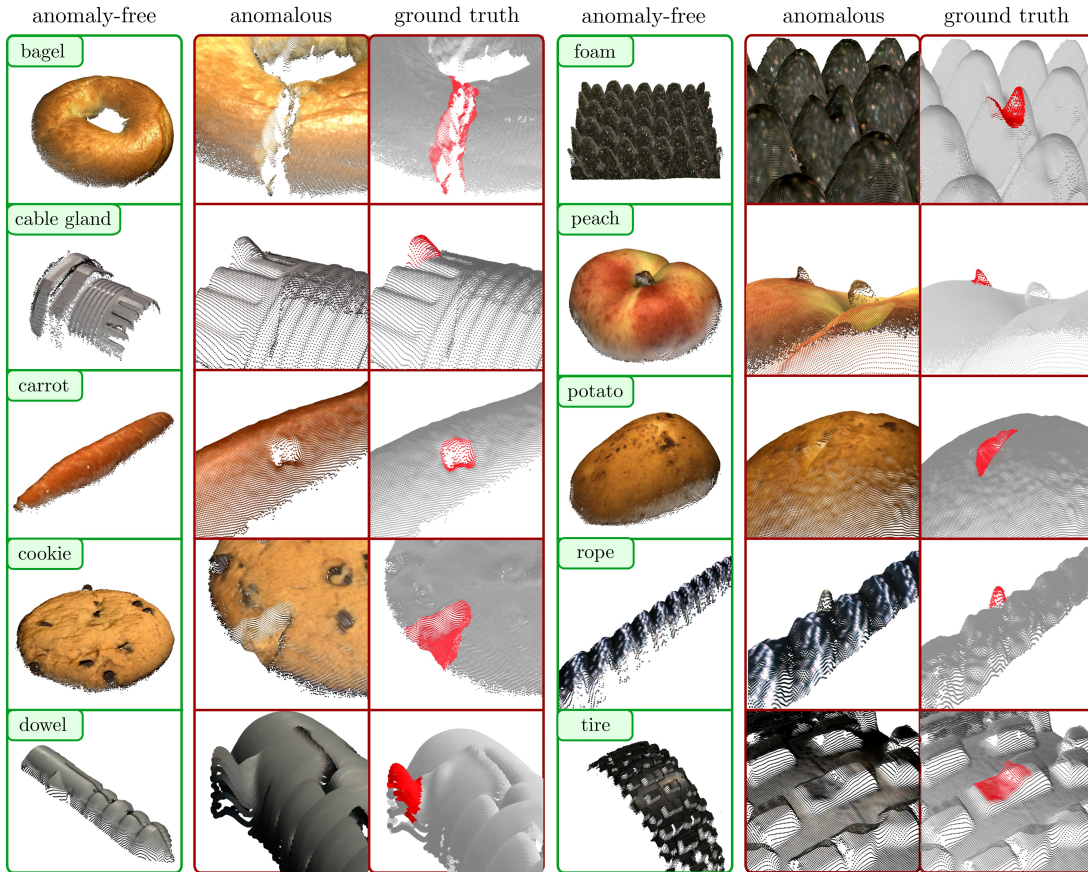 anomaly-free anomalous ground truth anomaly-free anomalous ground truth
bagel foam
cable gland peach
carrot potato
cookie rope
dowel tire